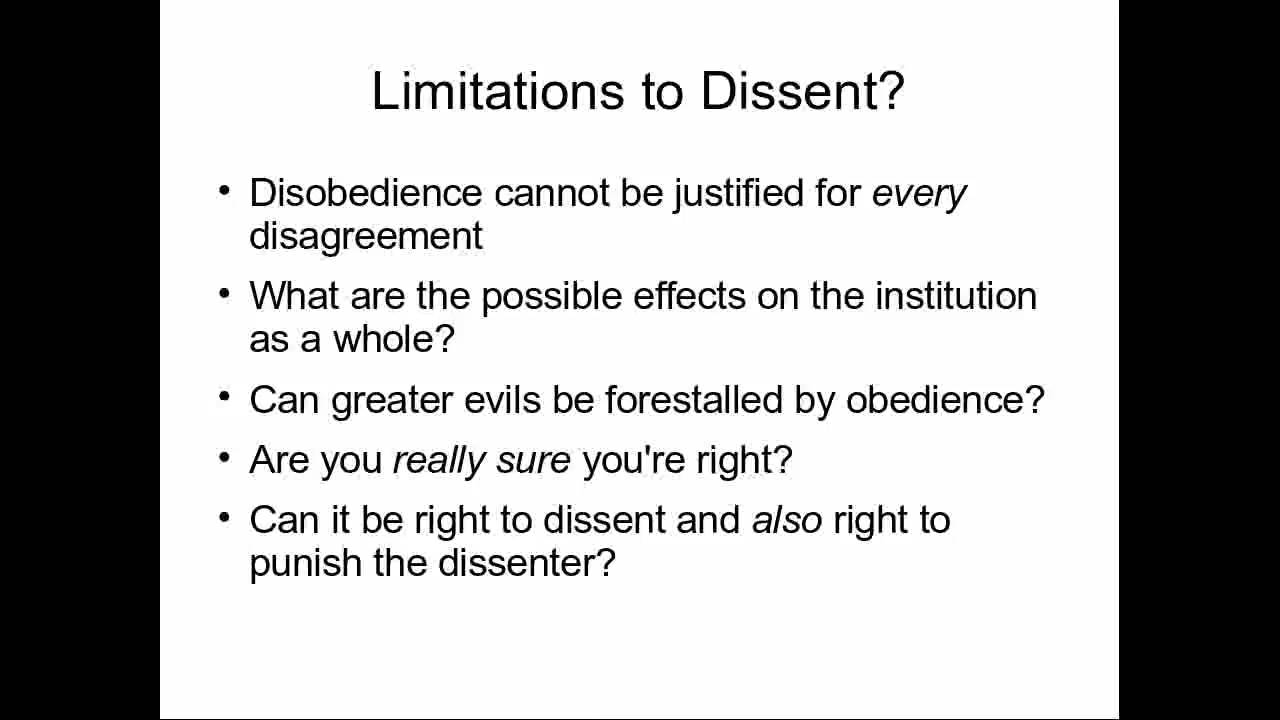 Limitations to Dissent?
• Disobedience cannot be justified for every
disagreement
• What are the possible effects on the institution
as a whole?
• Can greater evils be forestalled by obedience?
• Are you really sure you're right?
• Can it be right to dissent and also right to
punish the dissenter?